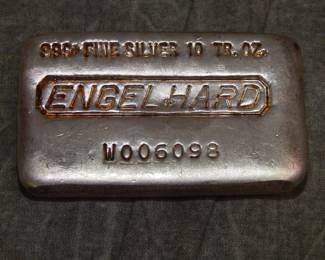 999+ FINE SILVER 10 TR. OZ.
ENGELHARD
W006098